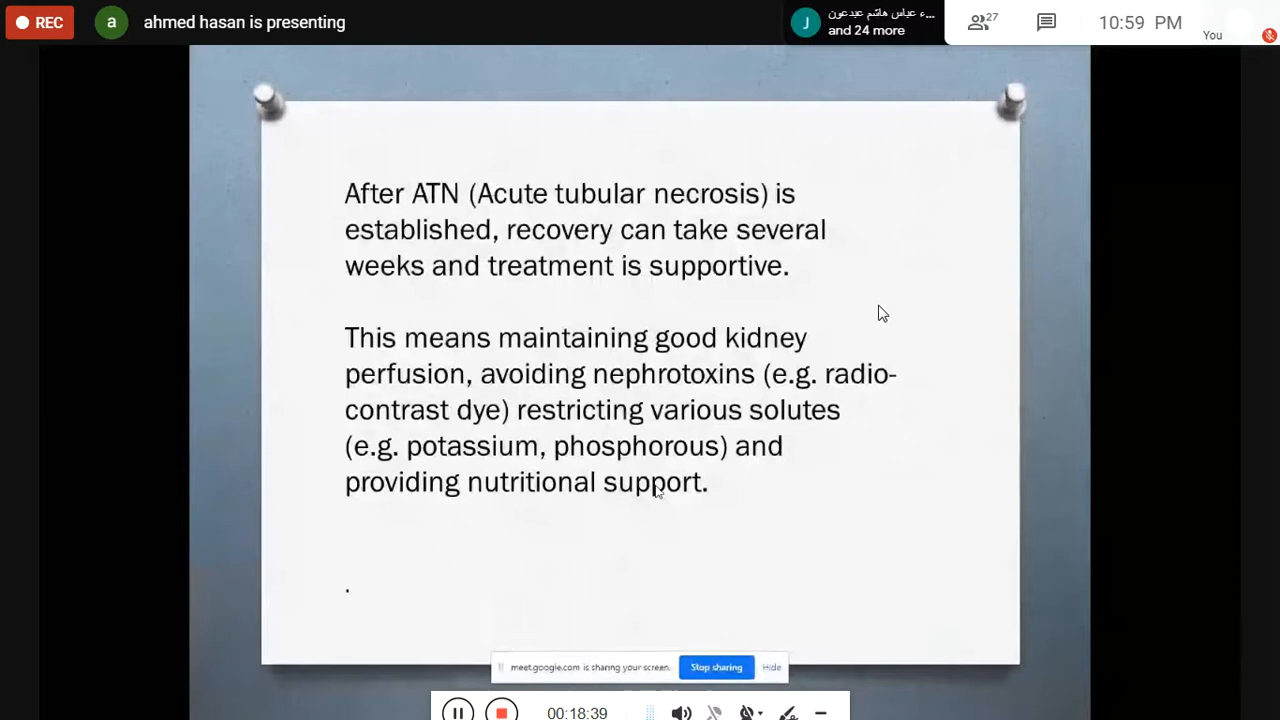 REC
a
ahmed hasan is presenting
J
ء عباس هاشم عبدعون...
and 24 more
27
10:59 PM
You
After ATN (Acute tubular necrosis) is
established, recovery can take several
weeks and treatment is supportive.
This means maintaining good kidney
perfusion, avoiding nephrotoxins (e.g. radio-
contrast dye) restricting various solutes
(e.g. potassium, phosphorous) and
providing nutritional support.
.
meet.google.com is sharing your screen.
Stop sharing
Hide
00:18:39